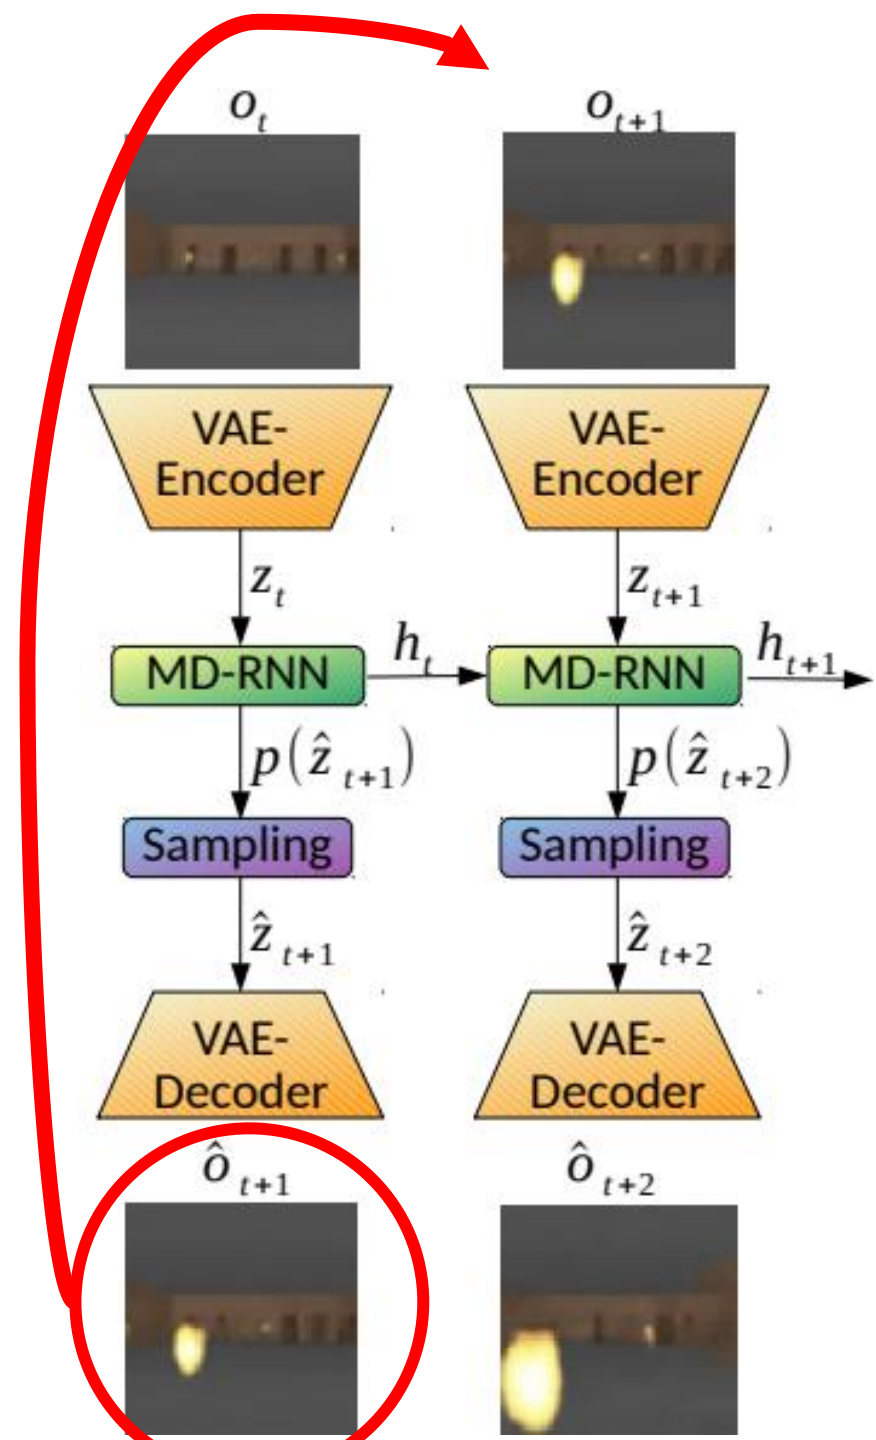 o_t
o_{t+1}
VAE-
Encoder
VAE-
Encoder
z_t
z_{t+1}
MD-RNN
h_t
MD-RNN
h_{t+1}
p(ẑ_{t+1})
p(ẑ_{t+2})
Sampling
Sampling
ẑ_{t+1}
ẑ_{t+2}
VAE-
Decoder
VAE-
Decoder
ô_{t+1}
ô_{t+2}